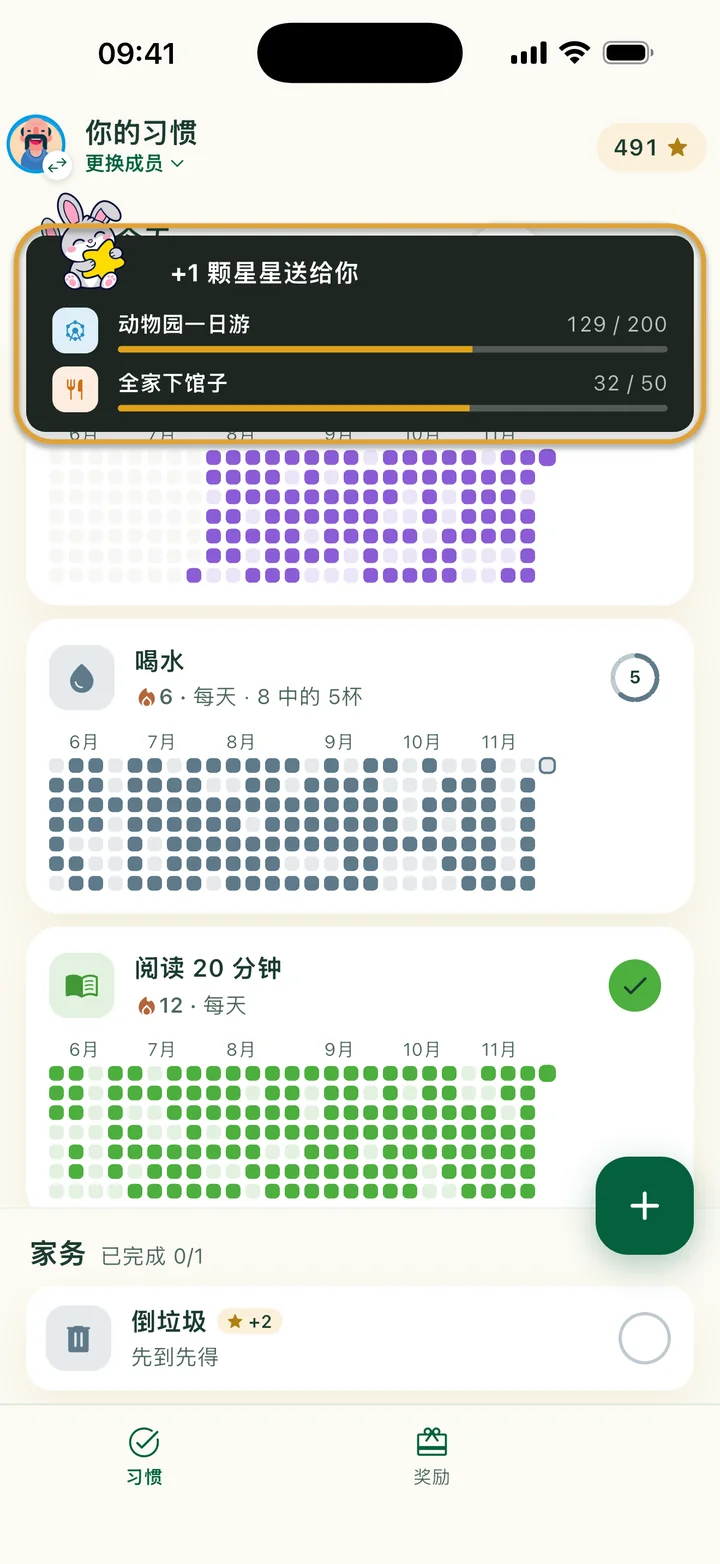 09:41
你的习惯
更换成员
491
今天
+1 颗星星送给你
动物园一日游
129 / 200
全家下馆子
32 / 50
6月 7月 8月 9月 10月 11月
喝水
6 · 每天 · 8 中的 5杯
5
6月 7月 8月 9月 10月 11月
阅读 20 分钟
12 · 每天
6月 7月 8月 9月 10月 11月
家务 已完成 0/1
倒垃圾 +2
先到先得
习惯 奖励